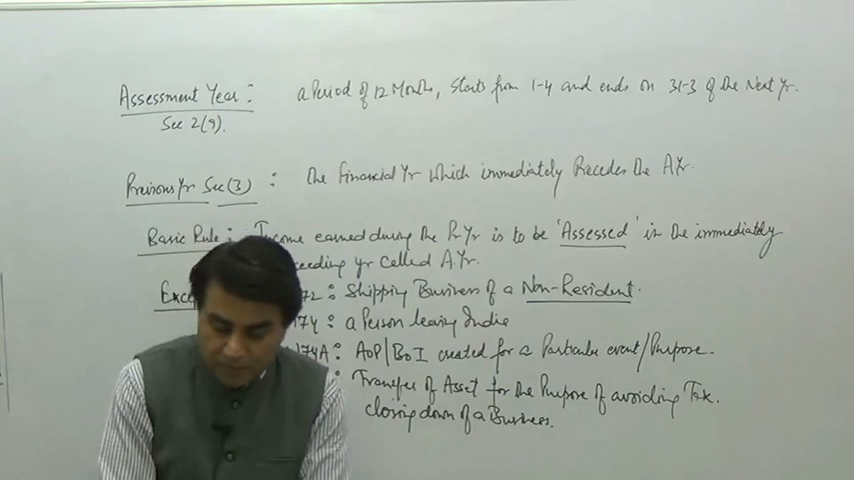 Assessment Year : a Period of 12 Months, Starts from 1-4 and ends on 31-3 of the Next Yr.
Sec 2(9).
Previous Yr Sec (3) : the financial Yr which immediately Precedes the A.Yr.
Basic Rule : Income earned during the Pr.Yr is to be 'Assessed' in the immediately
ceeding yr called A.Yr.
Exce 172 : Shipping Business of a Non-Resident.
174 : a Person leaving India
174A : AOP/BOI created for a Particular event/Purpose.
: Transfer of Asset for the Purpose of avoiding Tax.
closing down of a Business.